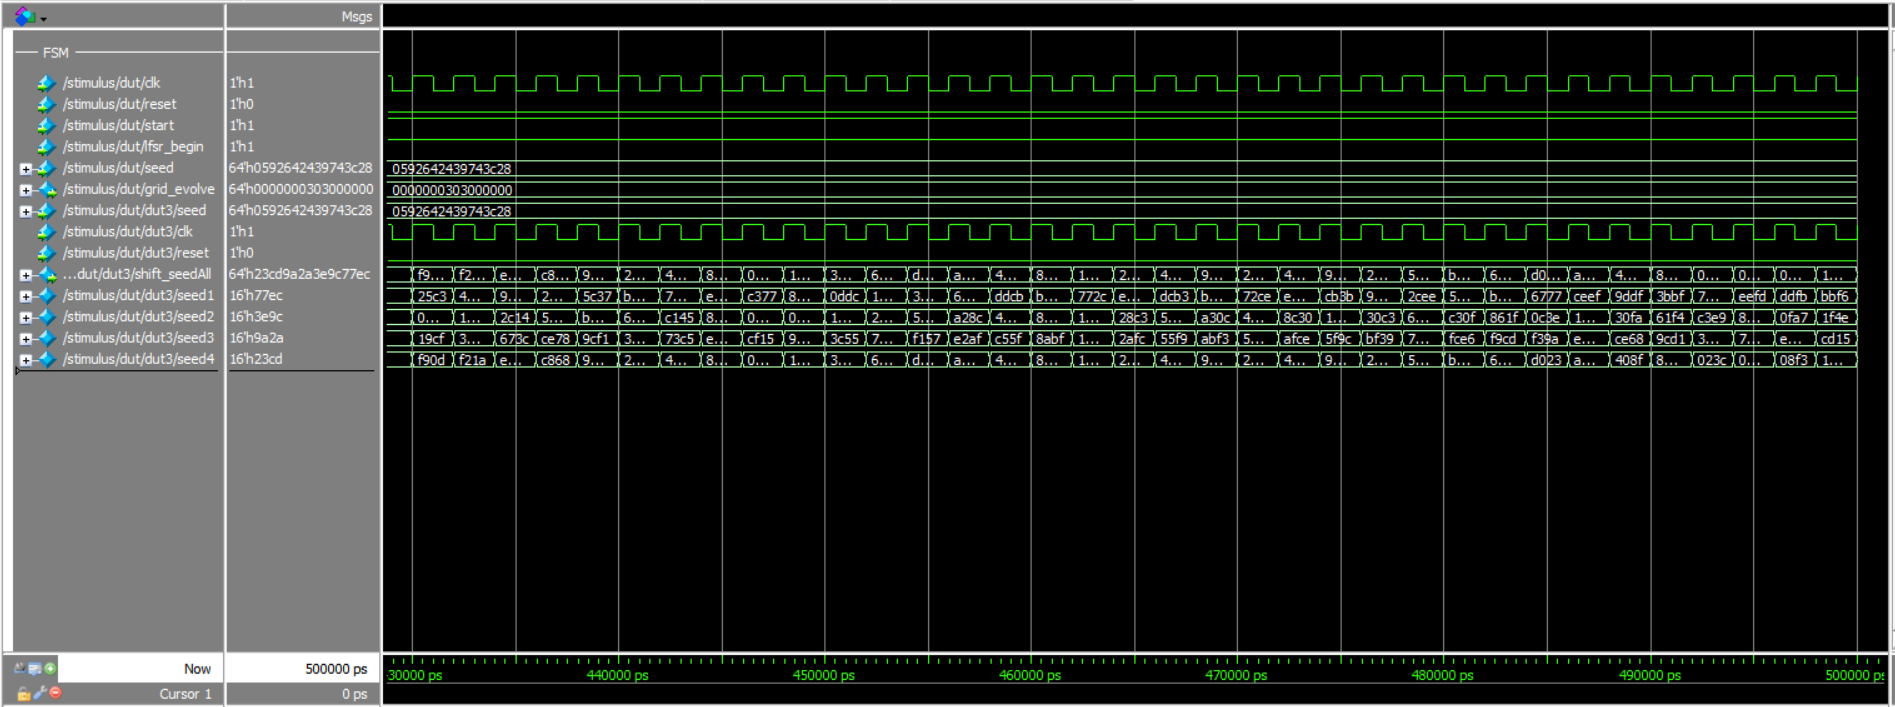 Msgs
FSM
/stimulus/dut/clk 1'h1
/stimulus/dut/reset 1'h0
/stimulus/dut/start 1'h1
/stimulus/dut/lfsr_begin 1'h1
/stimulus/dut/seed 64'h0592642439743c28 0592642439743c28
/stimulus/dut/grid_evolve 64'h0000000303000000 0000000303000000
/stimulus/dut/dut3/seed 64'h0592642439743c28 0592642439743c28
/stimulus/dut/dut3/clk 1'h1
/stimulus/dut/dut3/reset 1'h0
...dut/dut3/shift_seedAll 64'h23cd9a2a3e9c77ec f9... f2... e... c8... 9... 2... 4... 8... 0... 1... 3... 6... d... a... 4... 8... 1... 2... 4... 9... 2... 4... 9... 2... 5... b... 6... d0... a... 4... 8... 0... 0... 0... 1...
/stimulus/dut/dut3/seed1 16'h77ec 25c3 4... 9... 2... 5c37 b... 7... e... c377 8... 0ddc 1... 3... 6... ddcb b... 772c e... dcb3 b... 72ce e... cb3b 9... 2cee 5... b... 6777 ceef 9ddf 3bbf 7... eefd ddfb bbf6
/stimulus/dut/dut3/seed2 16'h3e9c 0... 1... 2c14 5... b... 6... c145 8... 0... 0... 1... 2... 5... a28c 4... 8... 1... 28c3 5... a30c 4... 8c30 1... 30c3 6... c30f 861f 0c3e 1... 30fa 61f4 c3e9 8... 0fa7 1f4e
/stimulus/dut/dut3/seed3 16'h9a2a 19cf 3... 673c ce78 9cf1 3... 73c5 e... cf15 9... 3c55 7... f157 e2af c55f 8abf 1... 2afc 55f9 abf3 5... afce 5f9c bf39 7... fce6 f9cd f39a e... ce68 9cd1 3... 7... e... cd15
/stimulus/dut/dut3/seed4 16'h23cd f90d f21a e... c868 9... 2... 4... 8... 0... 1... 3... 6... d... a... 4... 8... 1... 2... 4... 9... 2... 4... 9... 2... 5... b... 6... d023 a... 408f 8... 023c 0... 08f3 1...
Now 500000 ps 30000 ps 440000 ps 450000 ps 460000 ps 470000 ps 480000 ps 490000 ps 500000 ps
Cursor 1 0 ps